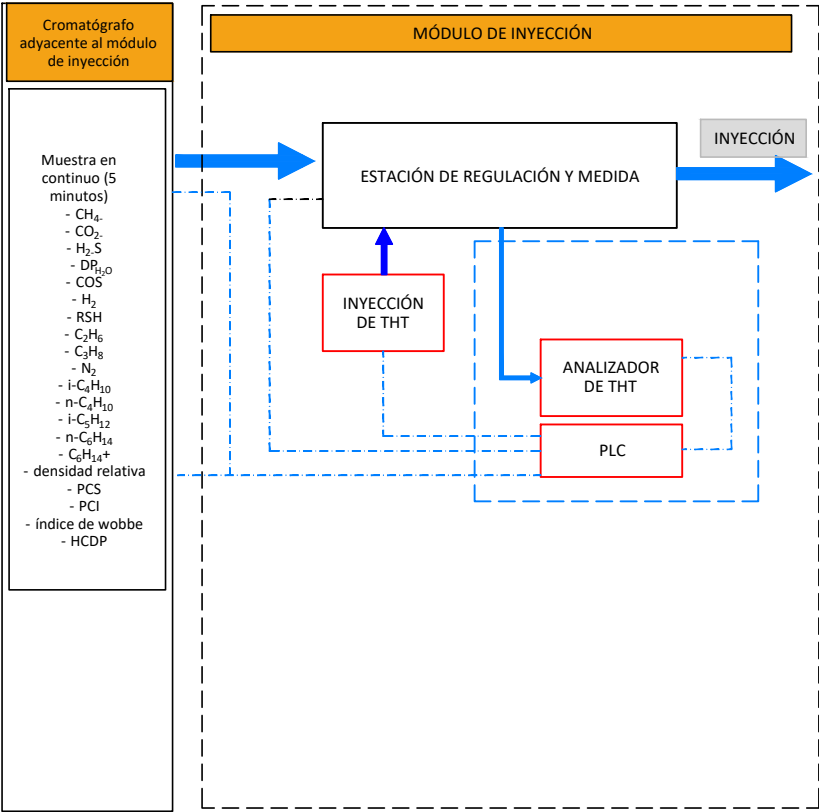 Cromatógrafo
adyacente al módulo
de inyección
Muestra en
continuo (5
minutos)
- CH₄-
- CO₂-
- H₂.S
- DP_H₂O
- COS
- H₂
- RSH
- C₂H₆
- C₃H₈
- N₂
- i-C₄H₁₀
- n-C₄H₁₀
- i-C₅H₁₂
- n-C₆H₁₄
- C₆H₁₄+
- densidad relativa
- PCS
- PCI
- índice de wobbe
- HCDP
MÓDULO DE INYECCIÓN
ESTACIÓN DE REGULACIÓN Y MEDIDA
INYECCIÓN
INYECCIÓN
DE THT
ANALIZADOR
DE THT
PLC